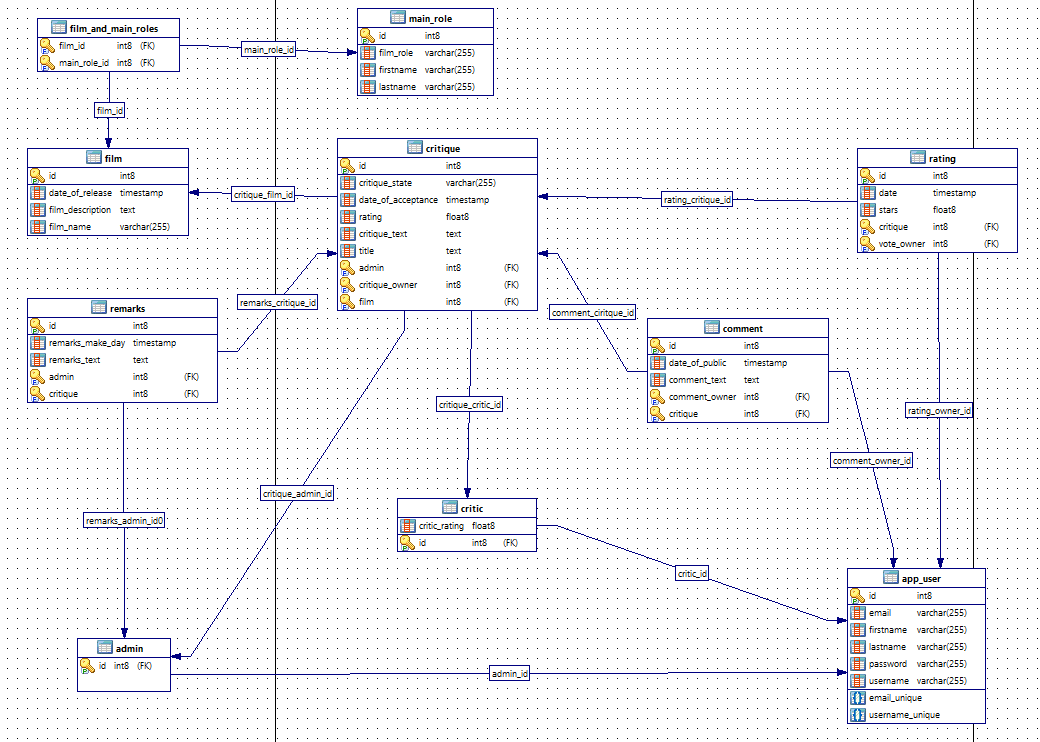 film_and_main_roles
film_id int8 (FK)
main_role_id int8 (FK)
main_role_id
main_role
id int8
film_role varchar(255)
firstname varchar(255)
lastname varchar(255)
film_id
film
id int8
date_of_release timestamp
film_description text
film_name varchar(255)
critique_film_id
critique
id int8
critique_state varchar(255)
date_of_acceptance timestamp
rating float8
critique_text text
title text
admin int8 (FK)
critique_owner int8 (FK)
film int8 (FK)
rating_critique_id
rating
id int8
date timestamp
stars float8
critique int8 (FK)
vote_owner int8 (FK)
remarks_critique_id
comment_ciritque_id
remarks
id int8
remarks_make_day timestamp
remarks_text text
admin int8 (FK)
critique int8 (FK)
comment
id int8
date_of_public timestamp
comment_text text
comment_owner int8 (FK)
critique int8 (FK)
critique_critic_id
rating_owner_id
comment_owner_id
critique_admin_id
remarks_admin_id0
critic
critic_rating float8
id int8 (FK)
critic_id
app_user
id int8
email varchar(255)
firstname varchar(255)
lastname varchar(255)
password varchar(255)
username varchar(255)
email_unique
username_unique
admin
id int8 (FK)
admin_id